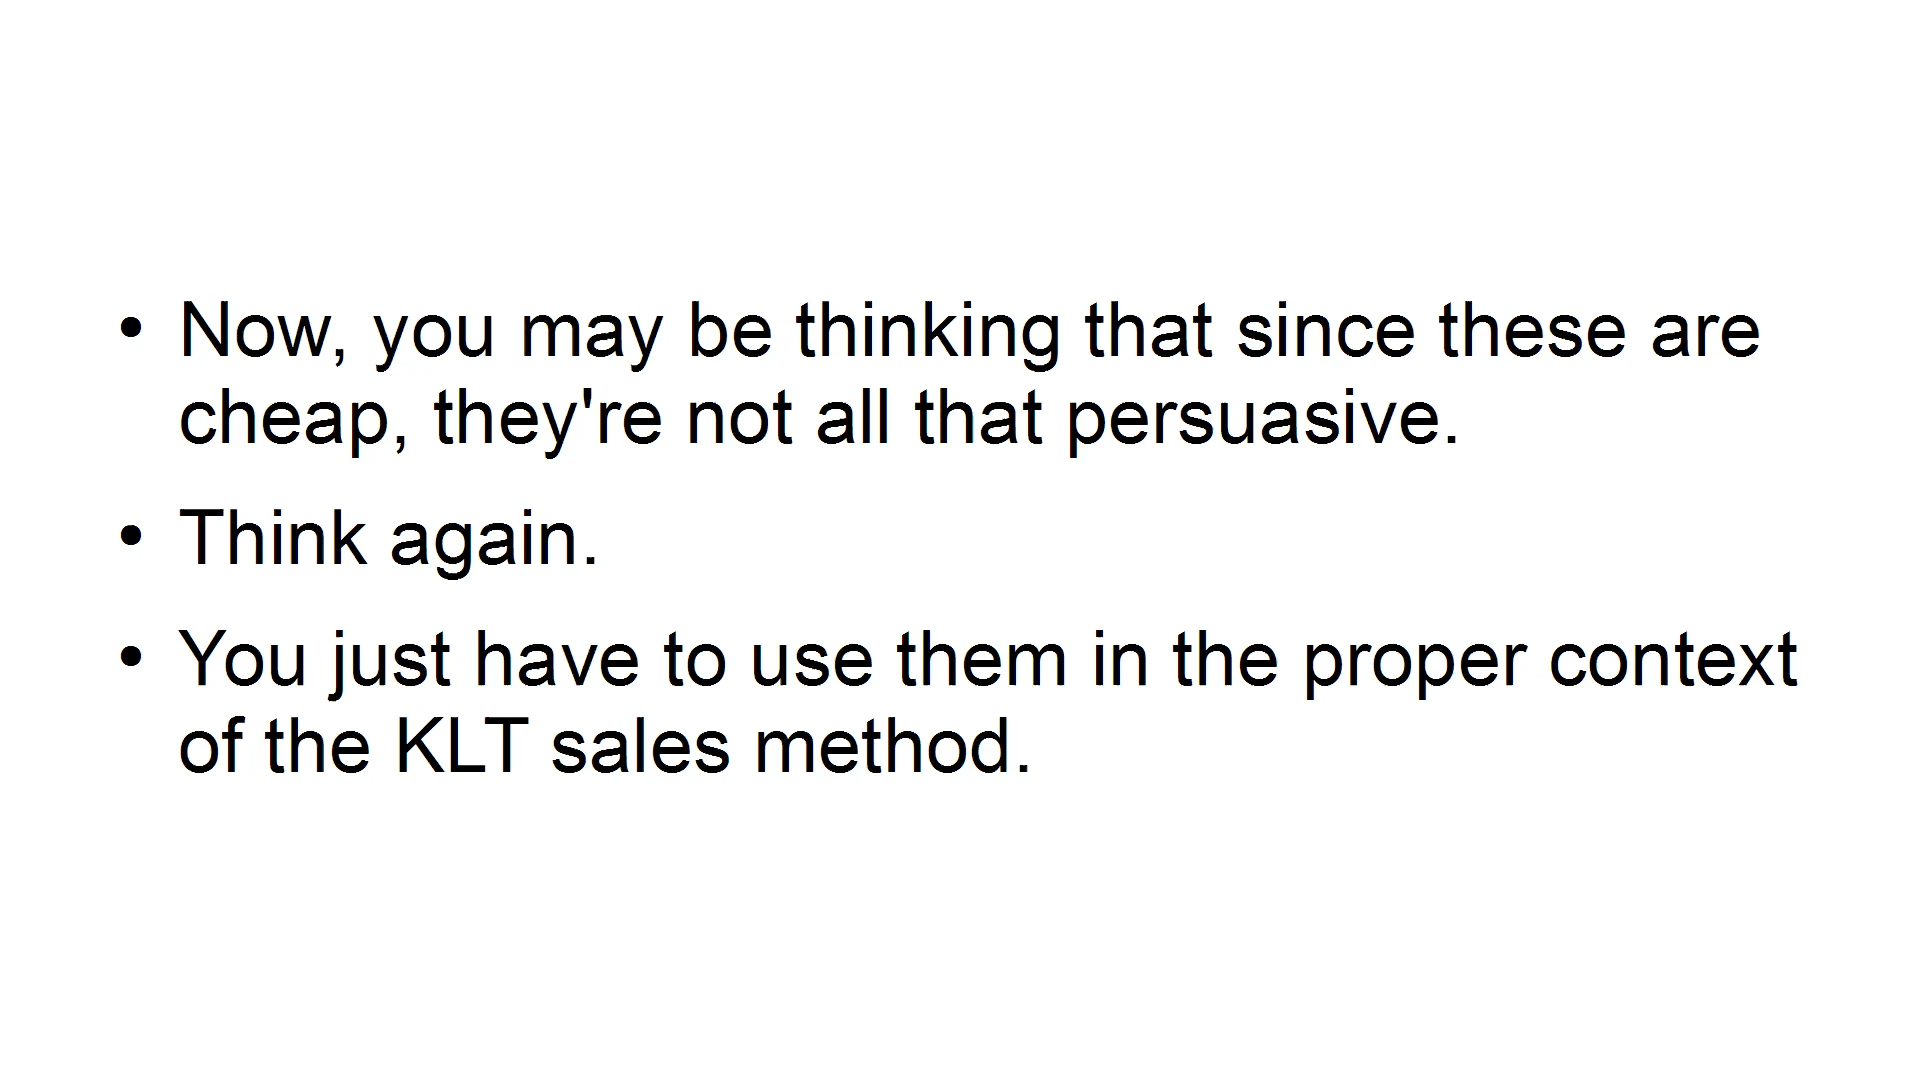 • Now, you may be thinking that since these are
cheap, they're not all that persuasive.
• Think again.
• You just have to use them in the proper context
of the KLT sales method.